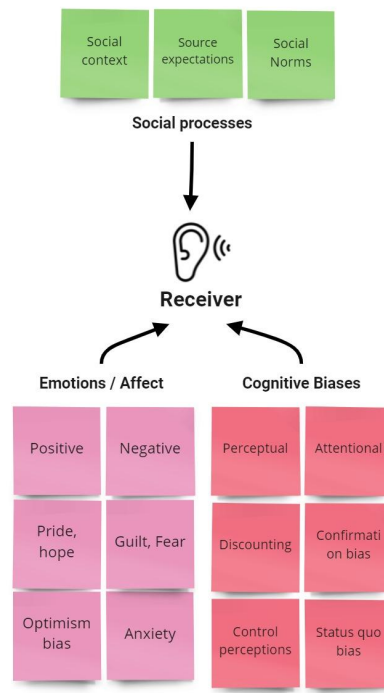 Social
context
Source
expectations
Social
Norms
Social processes
Receiver
Emotions / Affect
Cognitive Biases
Positive
Negative
Perceptual
Attentional
Pride,
hope
Guilt, Fear
Discounting
Confirmati
on bias
Optimism
bias
Anxiety
Control
perceptions
Status quo
bias